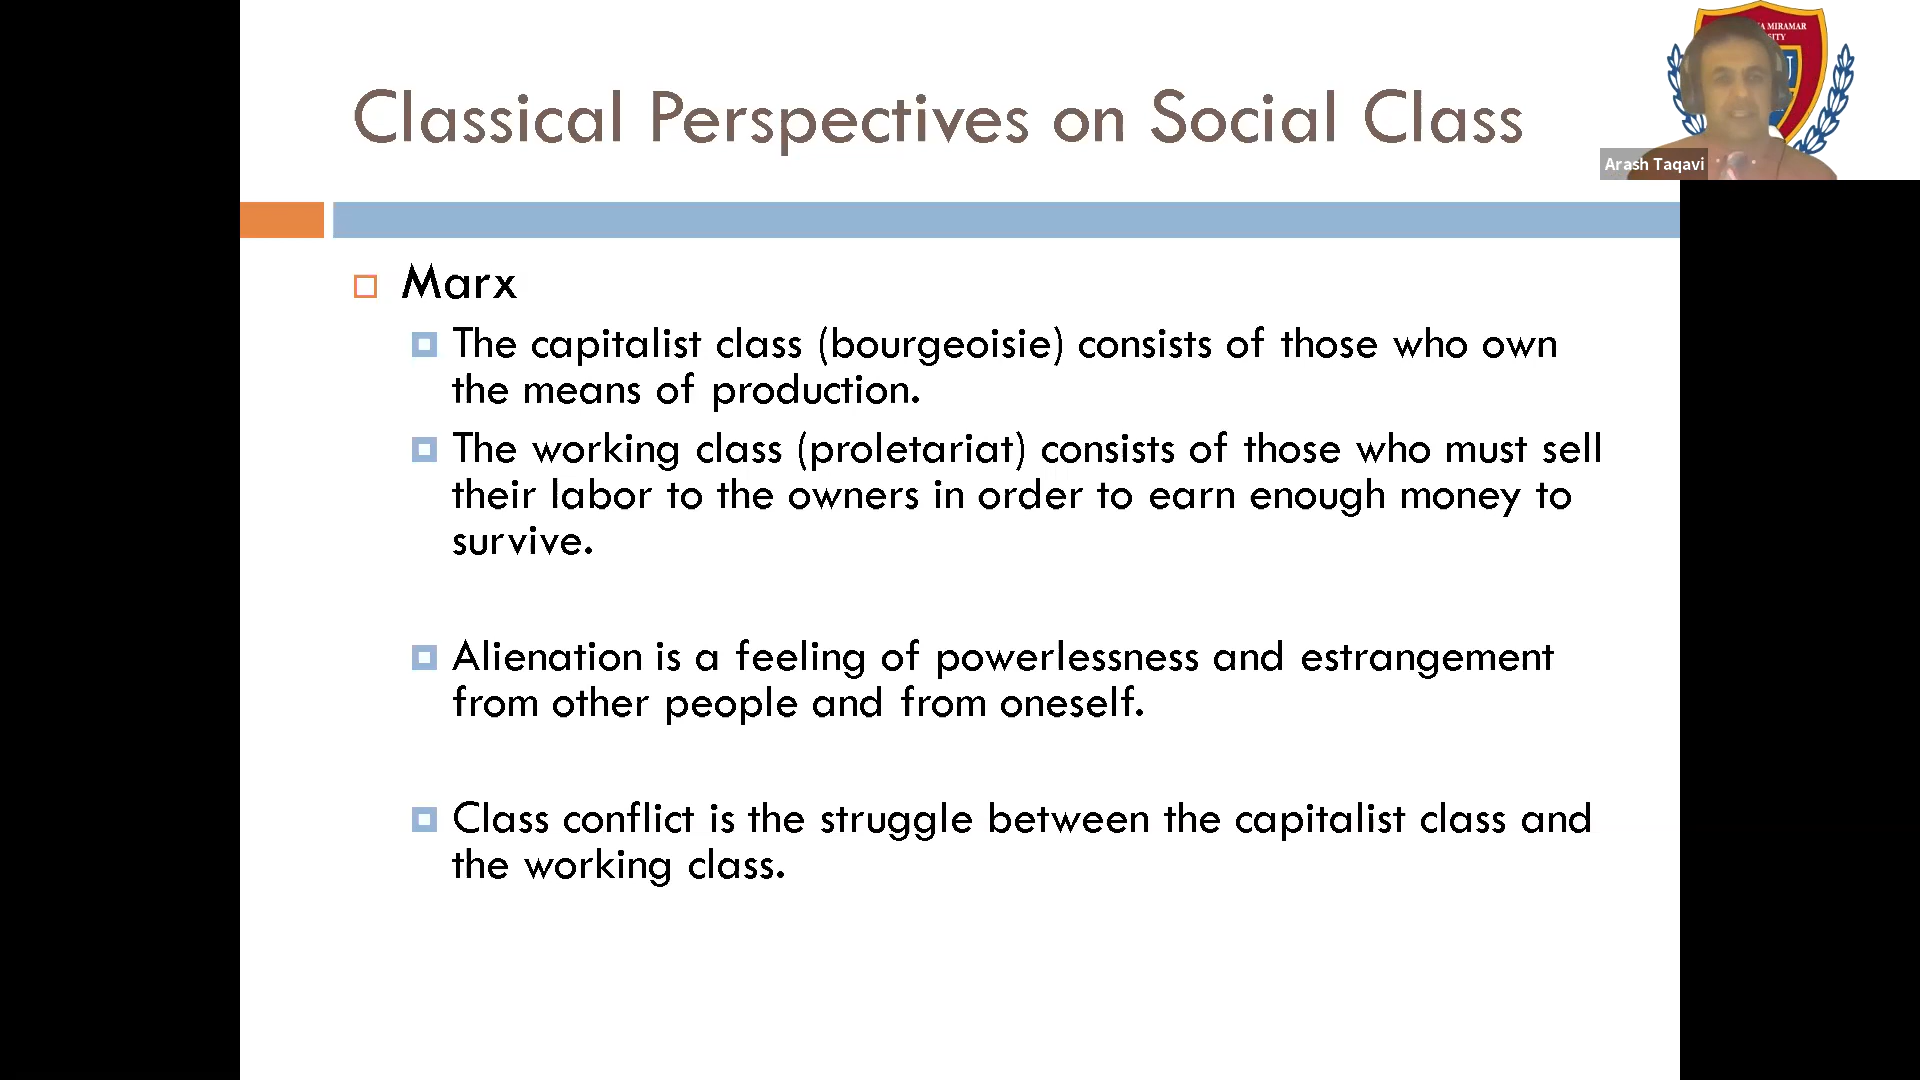 Classical Perspectives on Social Class
MIRAMAR
Arash Taqavi
Marx
The capitalist class (bourgeoisie) consists of those who own
the means of production.
The working class (proletariat) consists of those who must sell
their labor to the owners in order to earn enough money to
survive.
Alienation is a feeling of powerlessness and estrangement
from other people and from oneself.
Class conflict is the struggle between the capitalist class and
the working class.